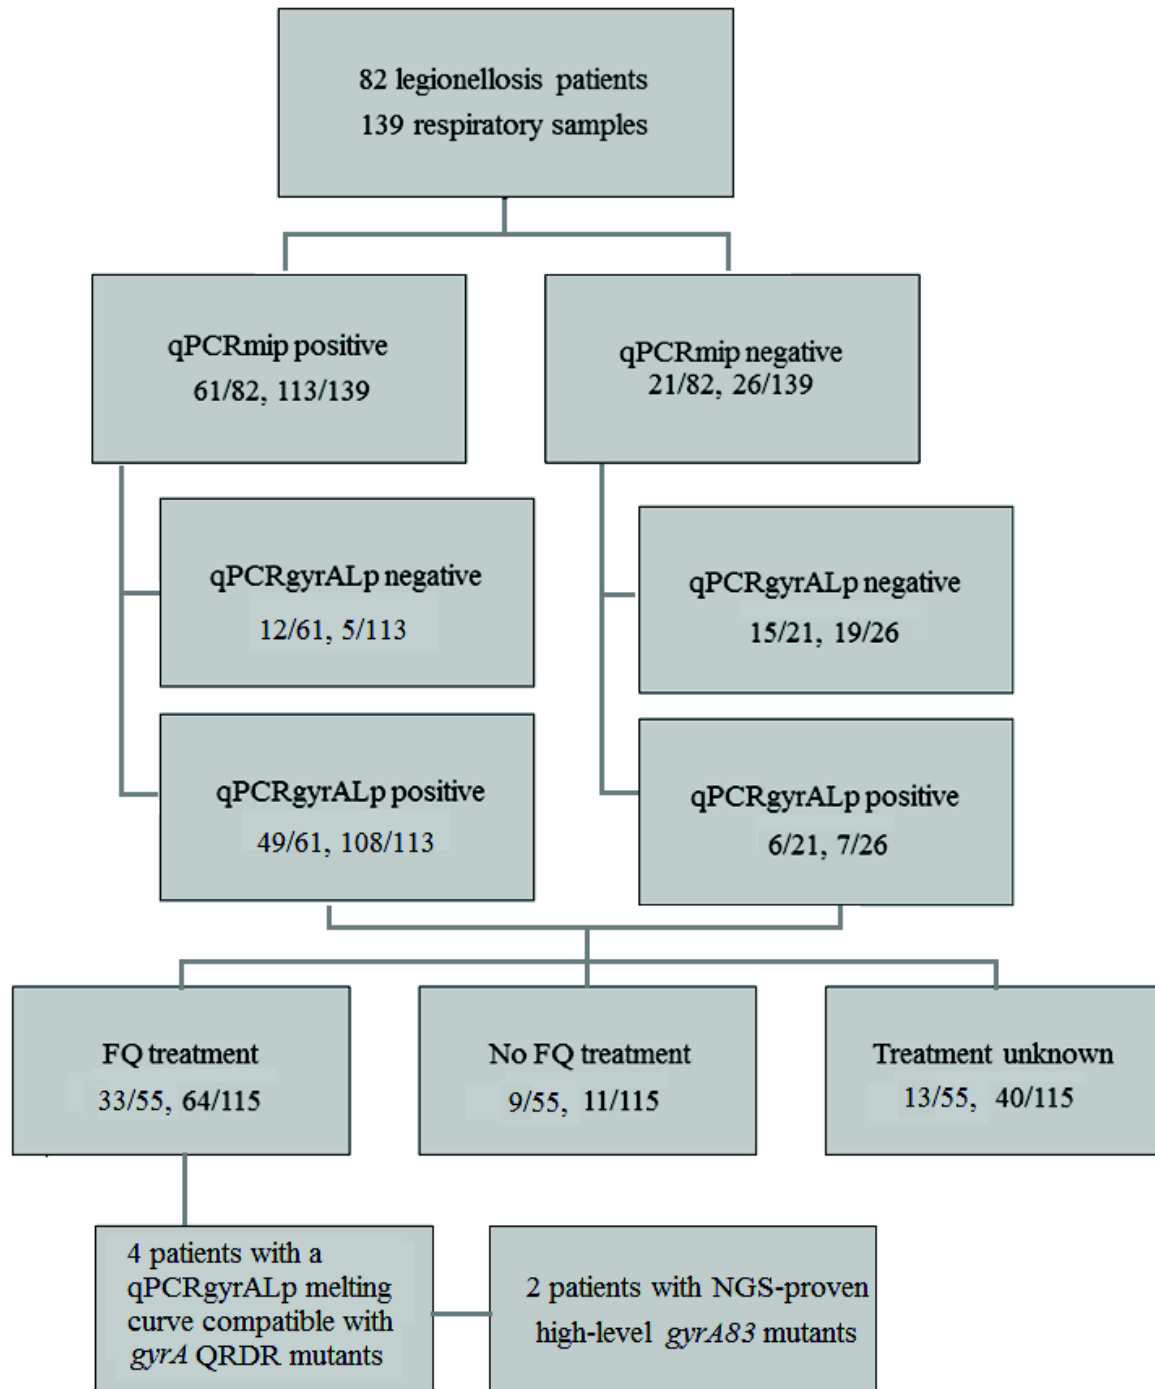 82 legionellosis patients
139 respiratory samples
qPCRmip positive
61/82, 113/139
qPCRmip negative
21/82, 26/139
qPCRgyrALp negative
12/61, 5/113
qPCRgyrALp negative
15/21, 19/26
qPCRgyrALp positive
49/61, 108/113
qPCRgyrALp positive
6/21, 7/26
FQ treatment
33/55, 64/115
No FQ treatment
9/55, 11/115
Treatment unknown
13/55, 40/115
4 patients with a
qPCRgyrALp melting
curve compatible with
gyrA QRDR mutants
2 patients with NGS-proven
high-level gyrA83 mutants